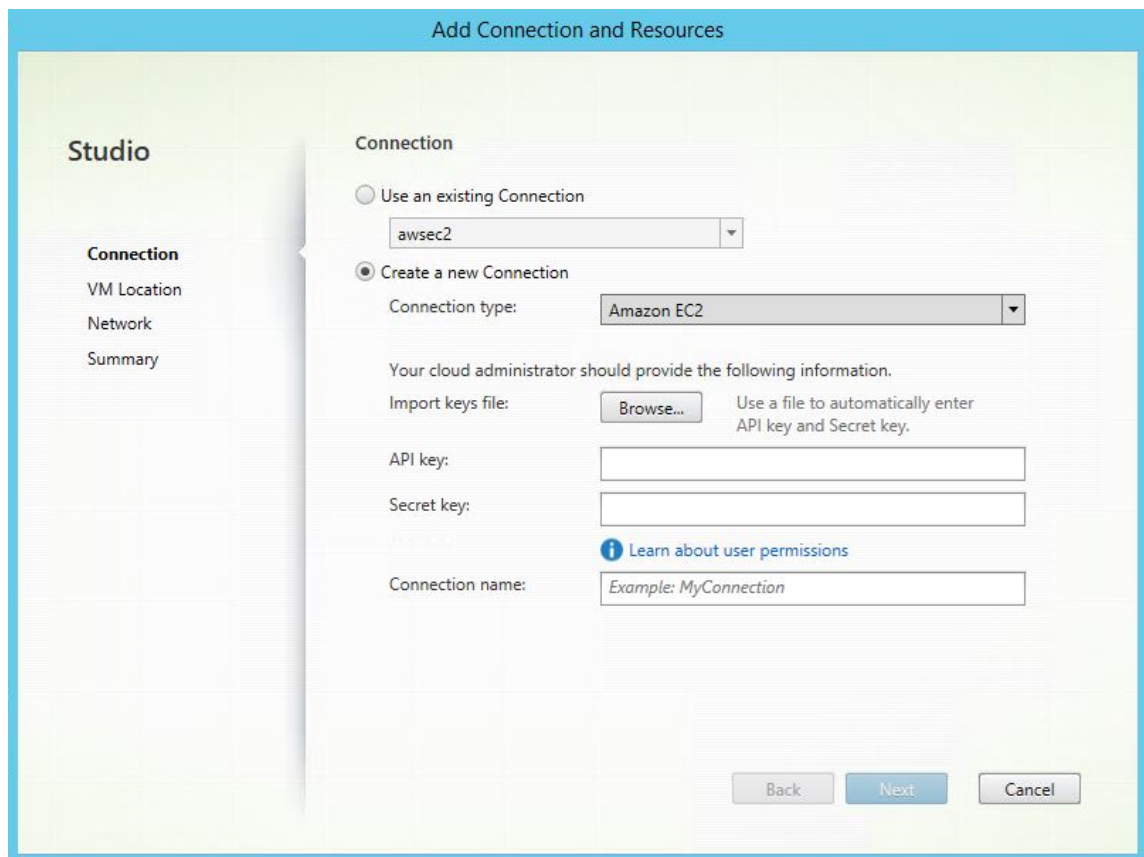 Add Connection and Resources
Studio
Connection
VM Location
Network
Summary
Connection
Use an existing Connection
awsec2
Create a new Connection
Connection type:
Amazon EC2
Your cloud administrator should provide the following information.
Import keys file:
Browse...
Use a file to automatically enter
API key and Secret key.
API key:
Secret key:
Learn about user permissions
Connection name:
Example: MyConnection
Back
Next
Cancel